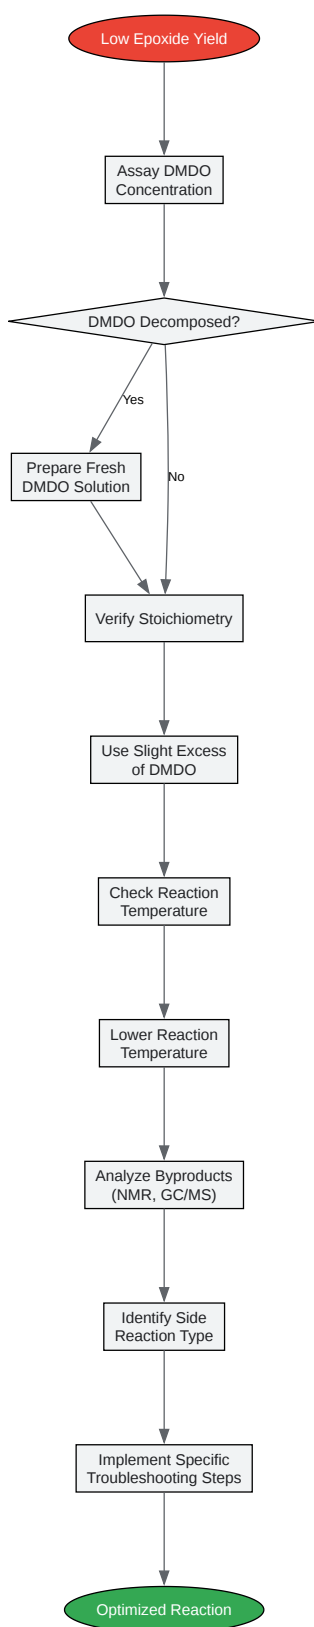 Low Epoxide Yield
Assay DMDO
Concentration
DMDO Decomposed?
Yes
Prepare Fresh
DMDO Solution
No
Verify Stoichiometry
Use Slight Excess
of DMDO
Check Reaction
Temperature
Lower Reaction
Temperature
Analyze Byproducts
(NMR, GC/MS)
Identify Side
Reaction Type
Implement Specific
Troubleshooting Steps
Optimized Reaction